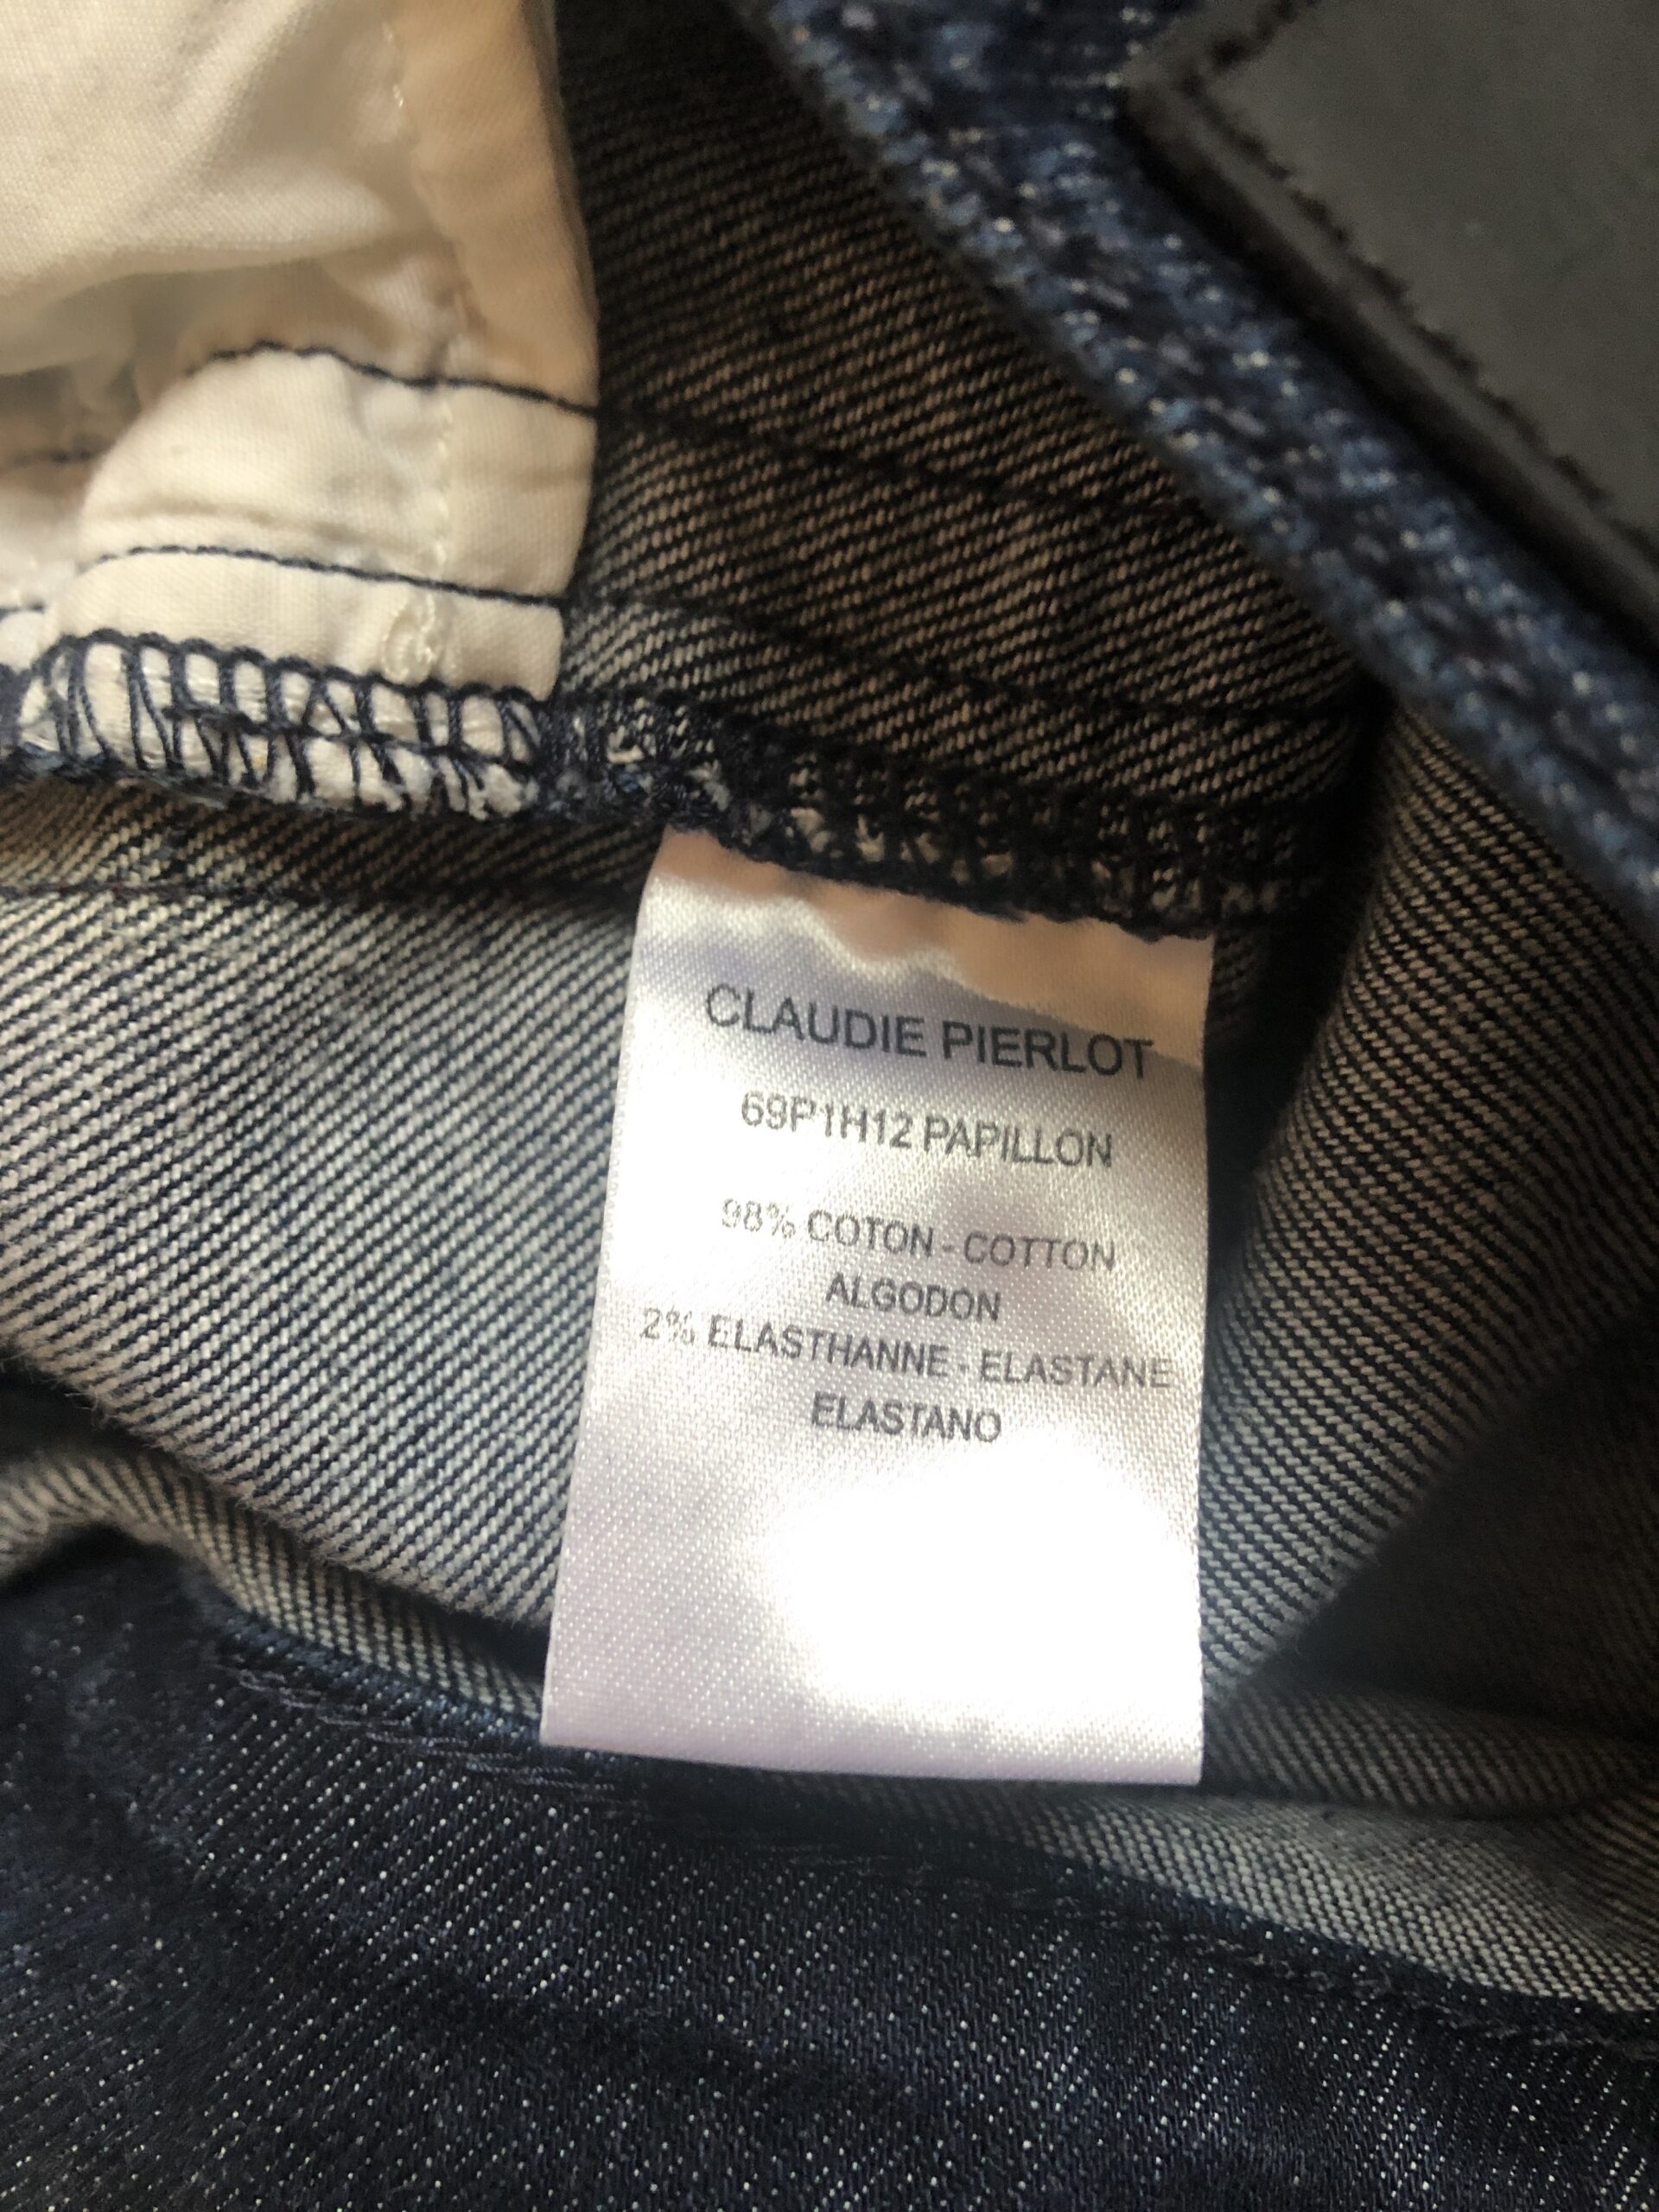 CLAUDIE PIERLOT
69P1H12 PAPILLON
98% COTON - COTTON
ALGODON
2% ELASTHANNE - ELASTANE
ELASTANO